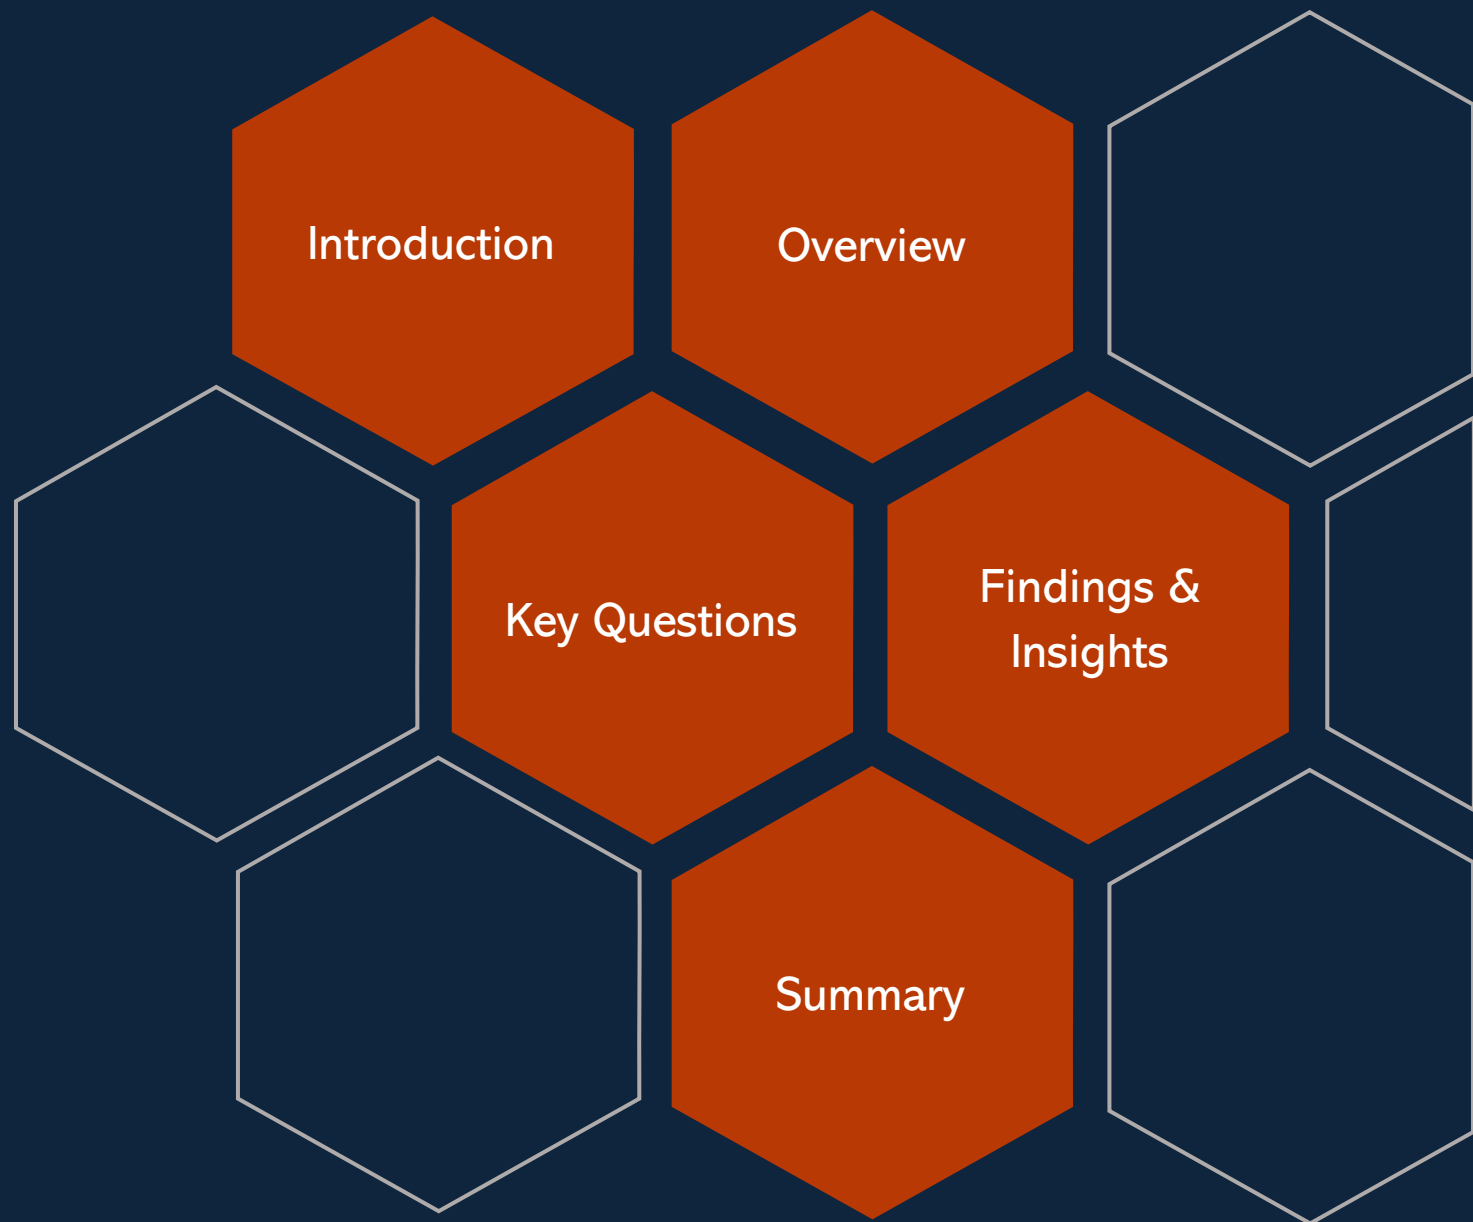 Introduction
Overview
Key Questions
Findings &
Insights
Summary